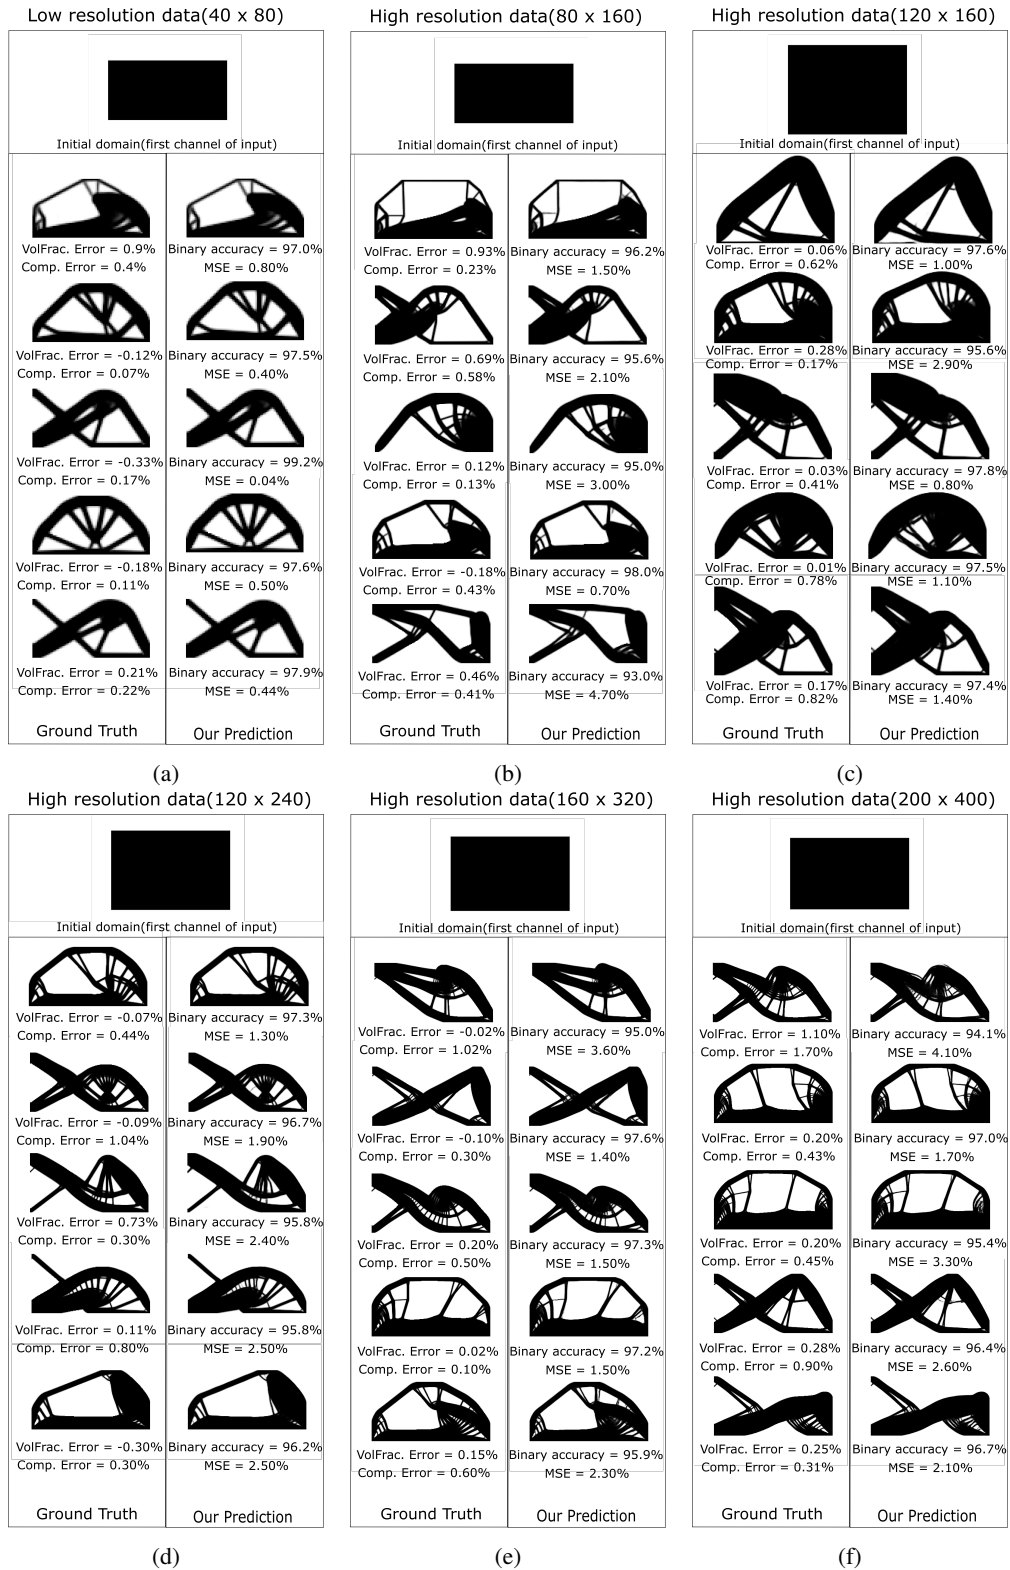 Low resolution data(40 x 80)
Initial domain(first channel of input)
VolFrac. Error = 0.9% Binary accuracy = 97.0%
Comp. Error = 0.4% MSE = 0.80%
VolFrac. Error = -0.12% Binary accuracy = 97.5%
Comp. Error = 0.07% MSE = 0.40%
VolFrac. Error = -0.33% Binary accuracy = 99.2%
Comp. Error = 0.17% MSE = 0.04%
VolFrac. Error = -0.18% Binary accuracy = 97.6%
Comp. Error = 0.11% MSE = 0.50%
VolFrac. Error = 0.21% Binary accuracy = 97.9%
Comp. Error = 0.22% MSE = 0.44%
Ground Truth Our Prediction
(a)
High resolution data(80 x 160)
Initial domain(first channel of input)
VolFrac. Error = 0.93% Binary accuracy = 96.2%
Comp. Error = 0.23% MSE = 1.50%
VolFrac. Error = 0.69% Binary accuracy = 95.6%
Comp. Error = 0.58% MSE = 2.10%
VolFrac. Error = 0.12% Binary accuracy = 95.0%
Comp. Error = 0.13% MSE = 3.00%
VolFrac. Error = -0.18% Binary accuracy = 98.0%
Comp. Error = 0.43% MSE = 0.70%
VolFrac. Error = 0.46% Binary accuracy = 93.0%
Comp. Error = 0.41% MSE = 4.70%
Ground Truth Our Prediction
(b)
High resolution data(120 x 160)
Initial domain(first channel of input)
VolFrac. Error = 0.06% Binary accuracy = 97.6%
Comp. Error = 0.62% MSE = 1.00%
VolFrac. Error = 0.28% Binary accuracy = 95.6%
Comp. Error = 0.17% MSE = 2.90%
VolFrac. Error = 0.03% Binary accuracy = 97.8%
Comp. Error = 0.41% MSE = 0.80%
VolFrac. Error = 0.01% Binary accuracy = 97.5%
Comp. Error = 0.78% MSE = 1.10%
VolFrac. Error = 0.17% Binary accuracy = 97.4%
Comp. Error = 0.82% MSE = 1.40%
Ground Truth Our Prediction
(c)
High resolution data(120 x 240)
Initial domain(first channel of input)
VolFrac. Error = -0.07% Binary accuracy = 97.3%
Comp. Error = 0.44% MSE = 1.30%
VolFrac. Error = -0.09% Binary accuracy = 96.7%
Comp. Error = 1.04% MSE = 1.90%
VolFrac. Error = 0.73% Binary accuracy = 95.8%
Comp. Error = 0.30% MSE = 2.40%
VolFrac. Error = 0.11% Binary accuracy = 95.8%
Comp. Error = 0.80% MSE = 2.50%
VolFrac. Error = -0.30% Binary accuracy = 96.2%
Comp. Error = 0.30% MSE = 2.50%
Ground Truth Our Prediction
(d)
High resolution data(160 x 320)
Initial domain(first channel of input)
VolFrac. Error = -0.02% Binary accuracy = 95.0%
Comp. Error = 1.02% MSE = 3.60%
VolFrac. Error = -0.10% Binary accuracy = 97.6%
Comp. Error = 0.30% MSE = 1.40%
VolFrac. Error = 0.20% Binary accuracy = 97.3%
Comp. Error = 0.50% MSE = 1.50%
VolFrac. Error = 0.02% Binary accuracy = 97.2%
Comp. Error = 0.10% MSE = 1.50%
VolFrac. Error = 0.15% Binary accuracy = 95.9%
Comp. Error = 0.60% MSE = 2.30%
Ground Truth Our Prediction
(e)
High resolution data(200 x 400)
Initial domain(first channel of input)
VolFrac. Error = 1.10% Binary accuracy = 94.1%
Comp. Error = 1.70% MSE = 4.10%
VolFrac. Error = 0.20% Binary accuracy = 97.0%
Comp. Error = 0.43% MSE = 1.70%
VolFrac. Error = 0.20% Binary accuracy = 95.4%
Comp. Error = 0.45% MSE = 3.30%
VolFrac. Error = 0.28% Binary accuracy = 96.4%
Comp. Error = 0.90% MSE = 2.60%
VolFrac. Error = 0.25% Binary accuracy = 96.7%
Comp. Error = 0.31% MSE = 2.10%
Ground Truth Our Prediction
(f)